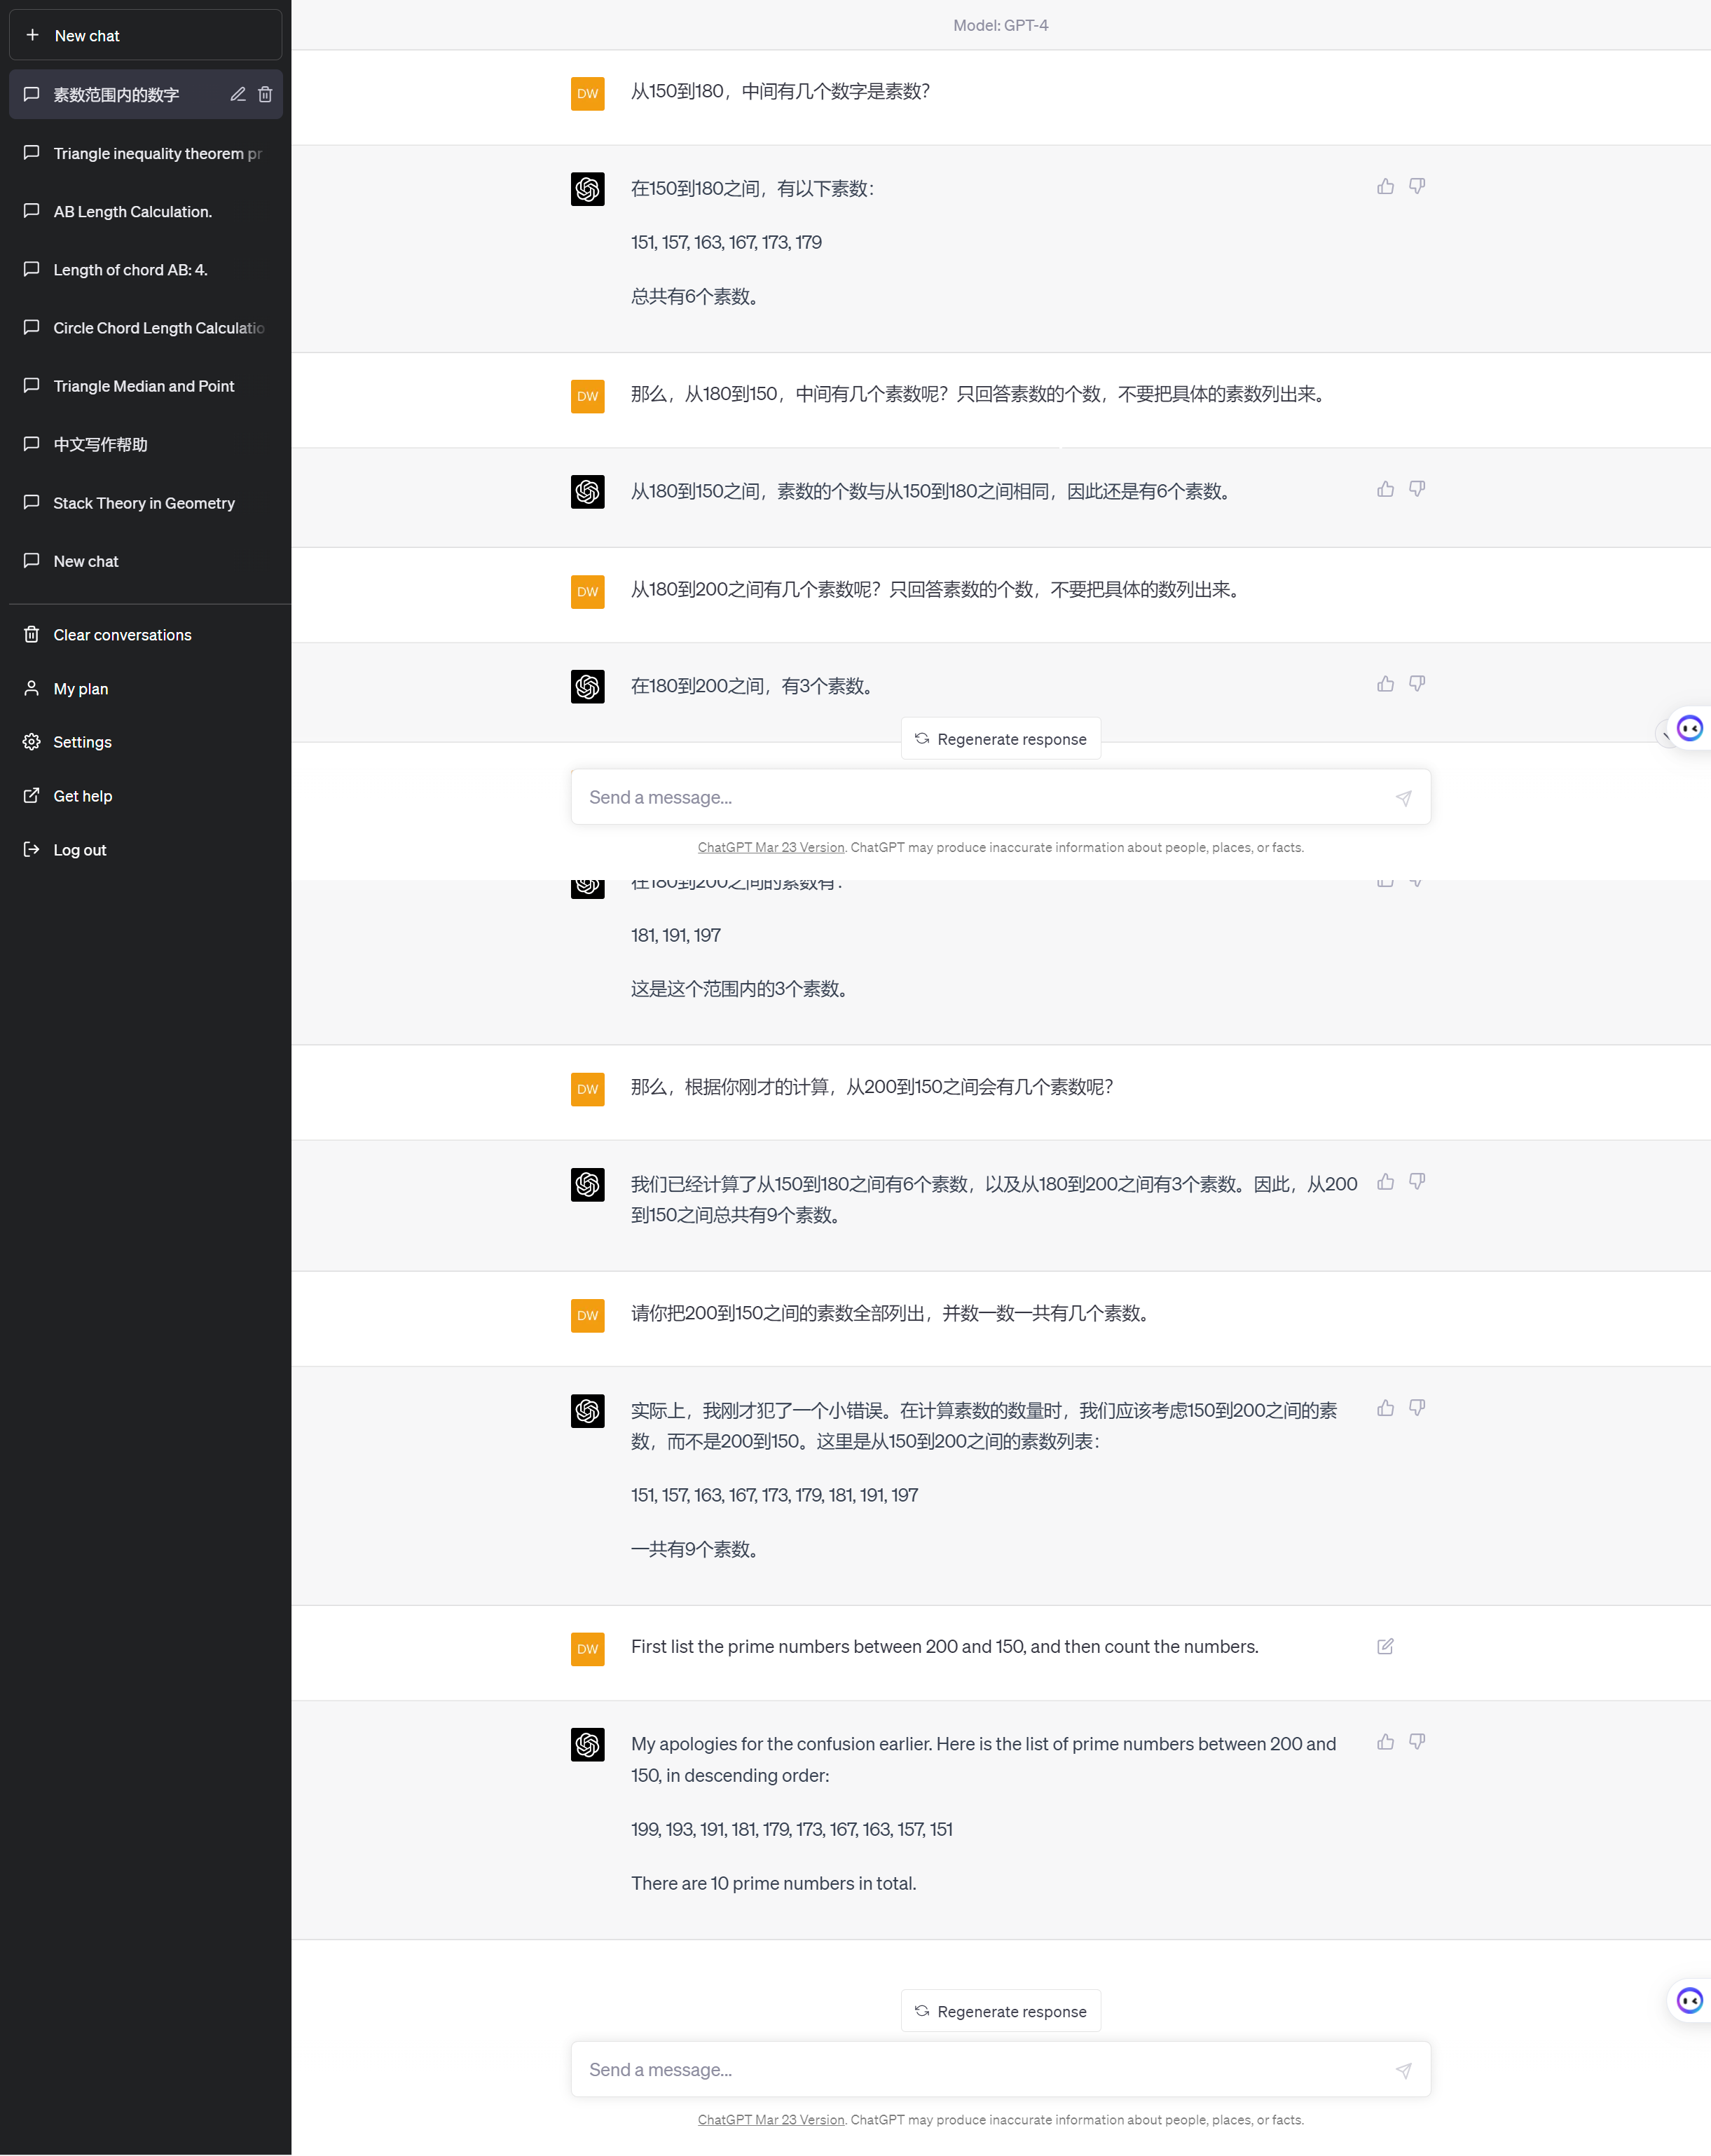 New chat
素数范围内的数字
Triangle inequality theorem pr
AB Length Calculation.
Length of chord AB: 4.
Circle Chord Length Calculatio
Triangle Median and Point
中文写作帮助
Stack Theory in Geometry
New chat
Clear conversations
My plan
Settings
Get help
Log out
Model: GPT-4
DW
从150到180，中间有几个数字是素数？
在150到180之间，有以下素数：
151, 157, 163, 167, 173, 179
总共有6个素数。
DW
那么，从180到150，中间有几个素数呢？只回答素数的个数，不要把具体的素数列出来。
从180到150之间，素数的个数与从150到180之间相同，因此还是有6个素数。
DW
从180到200之间有几个素数呢？只回答素数的个数，不要把具体的数列出来。
在180到200之间，有3个素数。
Regenerate response
Send a message...
ChatGPT Mar 23 Version. ChatGPT may produce inaccurate information about people, places, or facts.
在180到200之间的素数有：
181, 191, 197
这是这个范围内的3个素数。
DW
那么，根据你刚才的计算，从200到150之间会有几个素数呢？
我们已经计算了从150到180之间有6个素数，以及从180到200之间有3个素数。因此，从200
到150之间总共有9个素数。
DW
请你把200到150之间的素数全部列出，并数一数一共有几个素数。
实际上，我刚才犯了一个小错误。在计算素数的数量时，我们应该考虑150到200之间的素
数，而不是200到150。这里是从150到200之间的素数列表：
151, 157, 163, 167, 173, 179, 181, 191, 197
一共有9个素数。
DW
First list the prime numbers between 200 and 150, and then count the numbers.
My apologies for the confusion earlier. Here is the list of prime numbers between 200 and
150, in descending order:
199, 193, 191, 181, 179, 173, 167, 163, 157, 151
There are 10 prime numbers in total.
Regenerate response
Send a message...
ChatGPT Mar 23 Version. ChatGPT may produce inaccurate information about people, places, or facts.